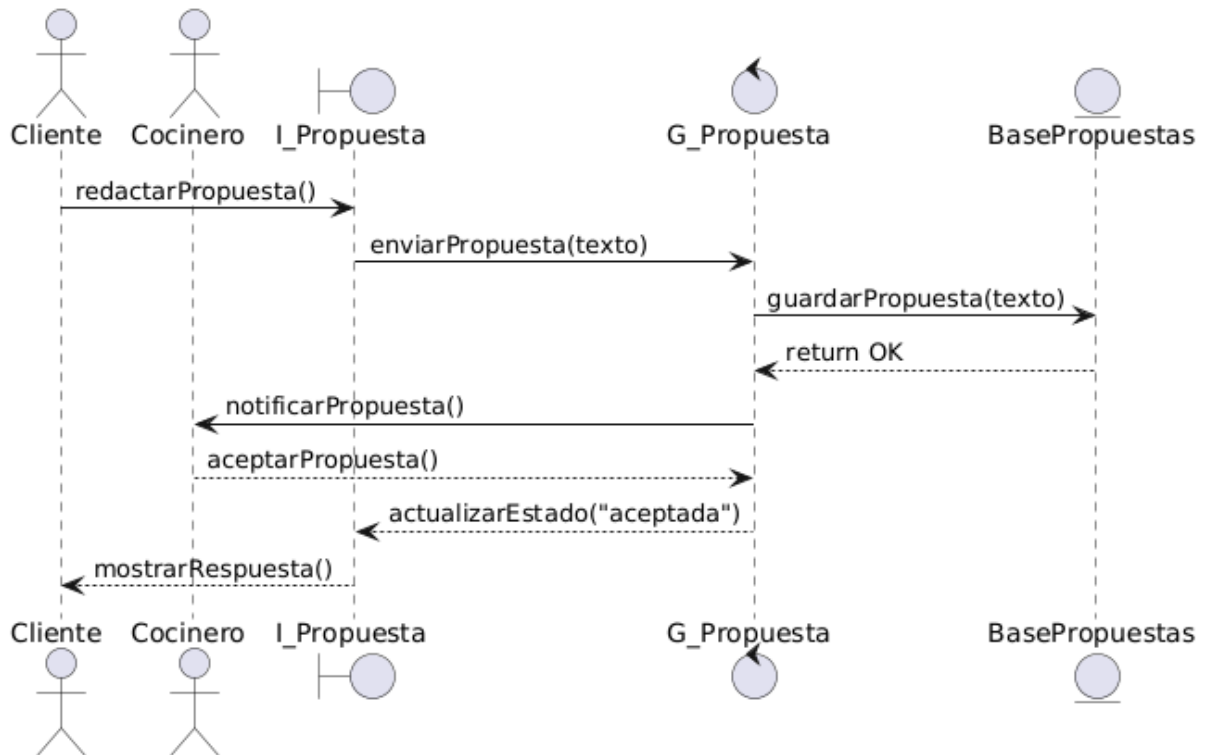 Cliente Cocinero I_Propuesta G_Propuesta BasePropuestas
redactarPropuesta()
enviarPropuesta(texto)
guardarPropuesta(texto)
return OK
notificarPropuesta()
aceptarPropuesta()
actualizarEstado("aceptada")
mostrarRespuesta()
Cliente Cocinero I_Propuesta G_Propuesta BasePropuestas